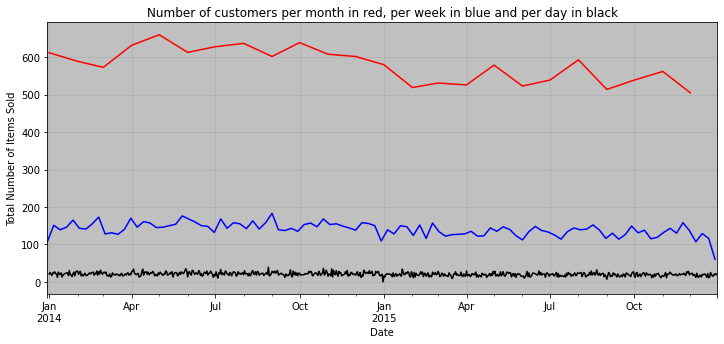 Number of customers per month in red, per week in blue and per day in black
Total Number of Items Sold
600
500
400
300
200
100
0
Jan
2014
Apr
Jul
Oct
Jan
2015
Apr
Jul
Oct
Date